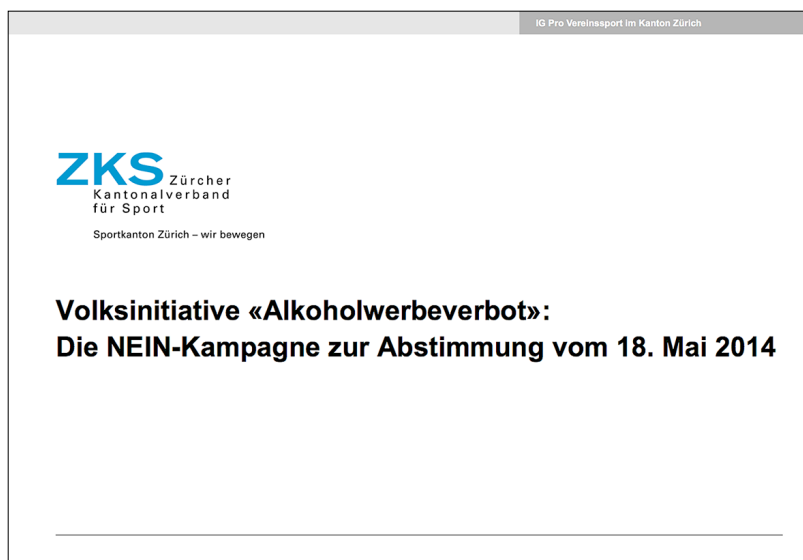 IG Pro Vereinssport im Kanton Zürich
ZKS Zürcher
Kantonalverband
für Sport
Sportkanton Zürich – wir bewegen
Volksinitiative «Alkoholwerbeverbot»:
Die NEIN-Kampagne zur Abstimmung vom 18. Mai 2014